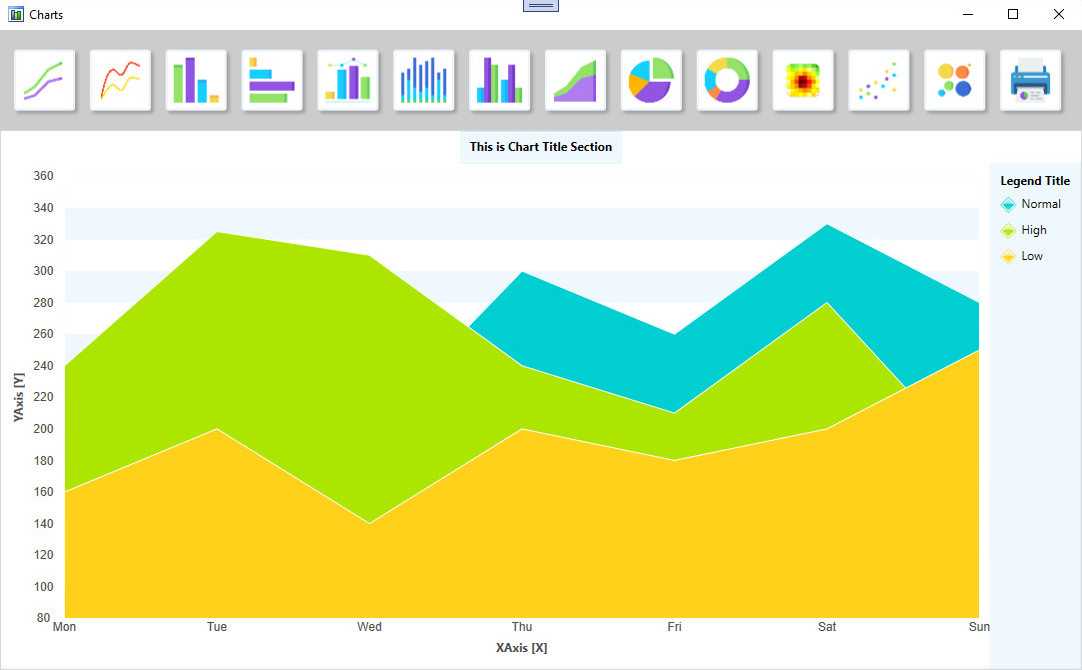 Charts
This is Chart Title Section
Legend Title
Normal
High
Low
360
340
320
300
280
260
240
220
200
180
160
140
120
100
80
YAxis [Y]
Mon Tue Wed Thu Fri Sat Sun
XAxis [X]